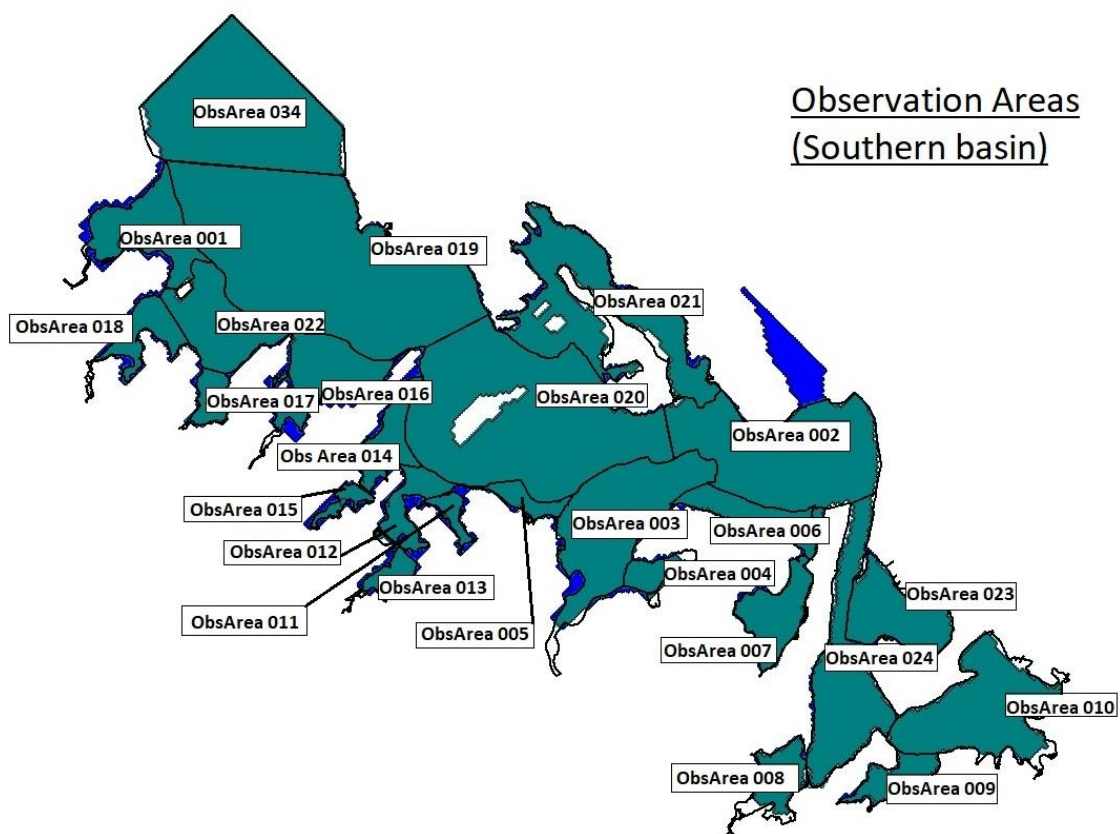 Observation Areas
(Southern basin)
ObsArea 034
ObsArea 001
ObsArea 019
ObsArea 021
ObsArea 018
ObsArea 022
ObsArea 017
ObsArea 016
ObsArea 020
ObsArea 002
Obs Area 014
ObsArea 015
ObsArea 003
ObsArea 006
ObsArea 012
ObsArea 004
ObsArea 013
ObsArea 023
ObsArea 011
ObsArea 005
ObsArea 007
ObsArea 024
ObsArea 010
ObsArea 008
ObsArea 009